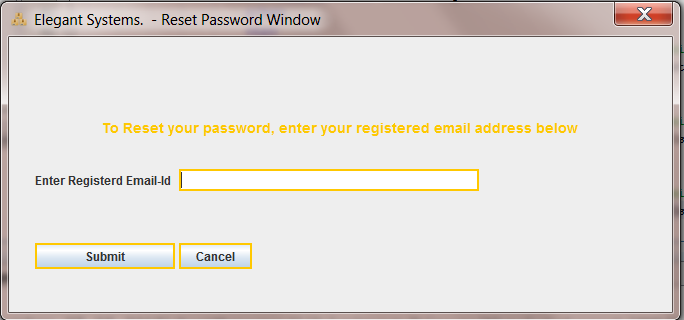 Elegant Systems.  - Reset Password Window
To Reset your password, enter your registered email address below
Enter Registerd Email-Id
Submit Cancel